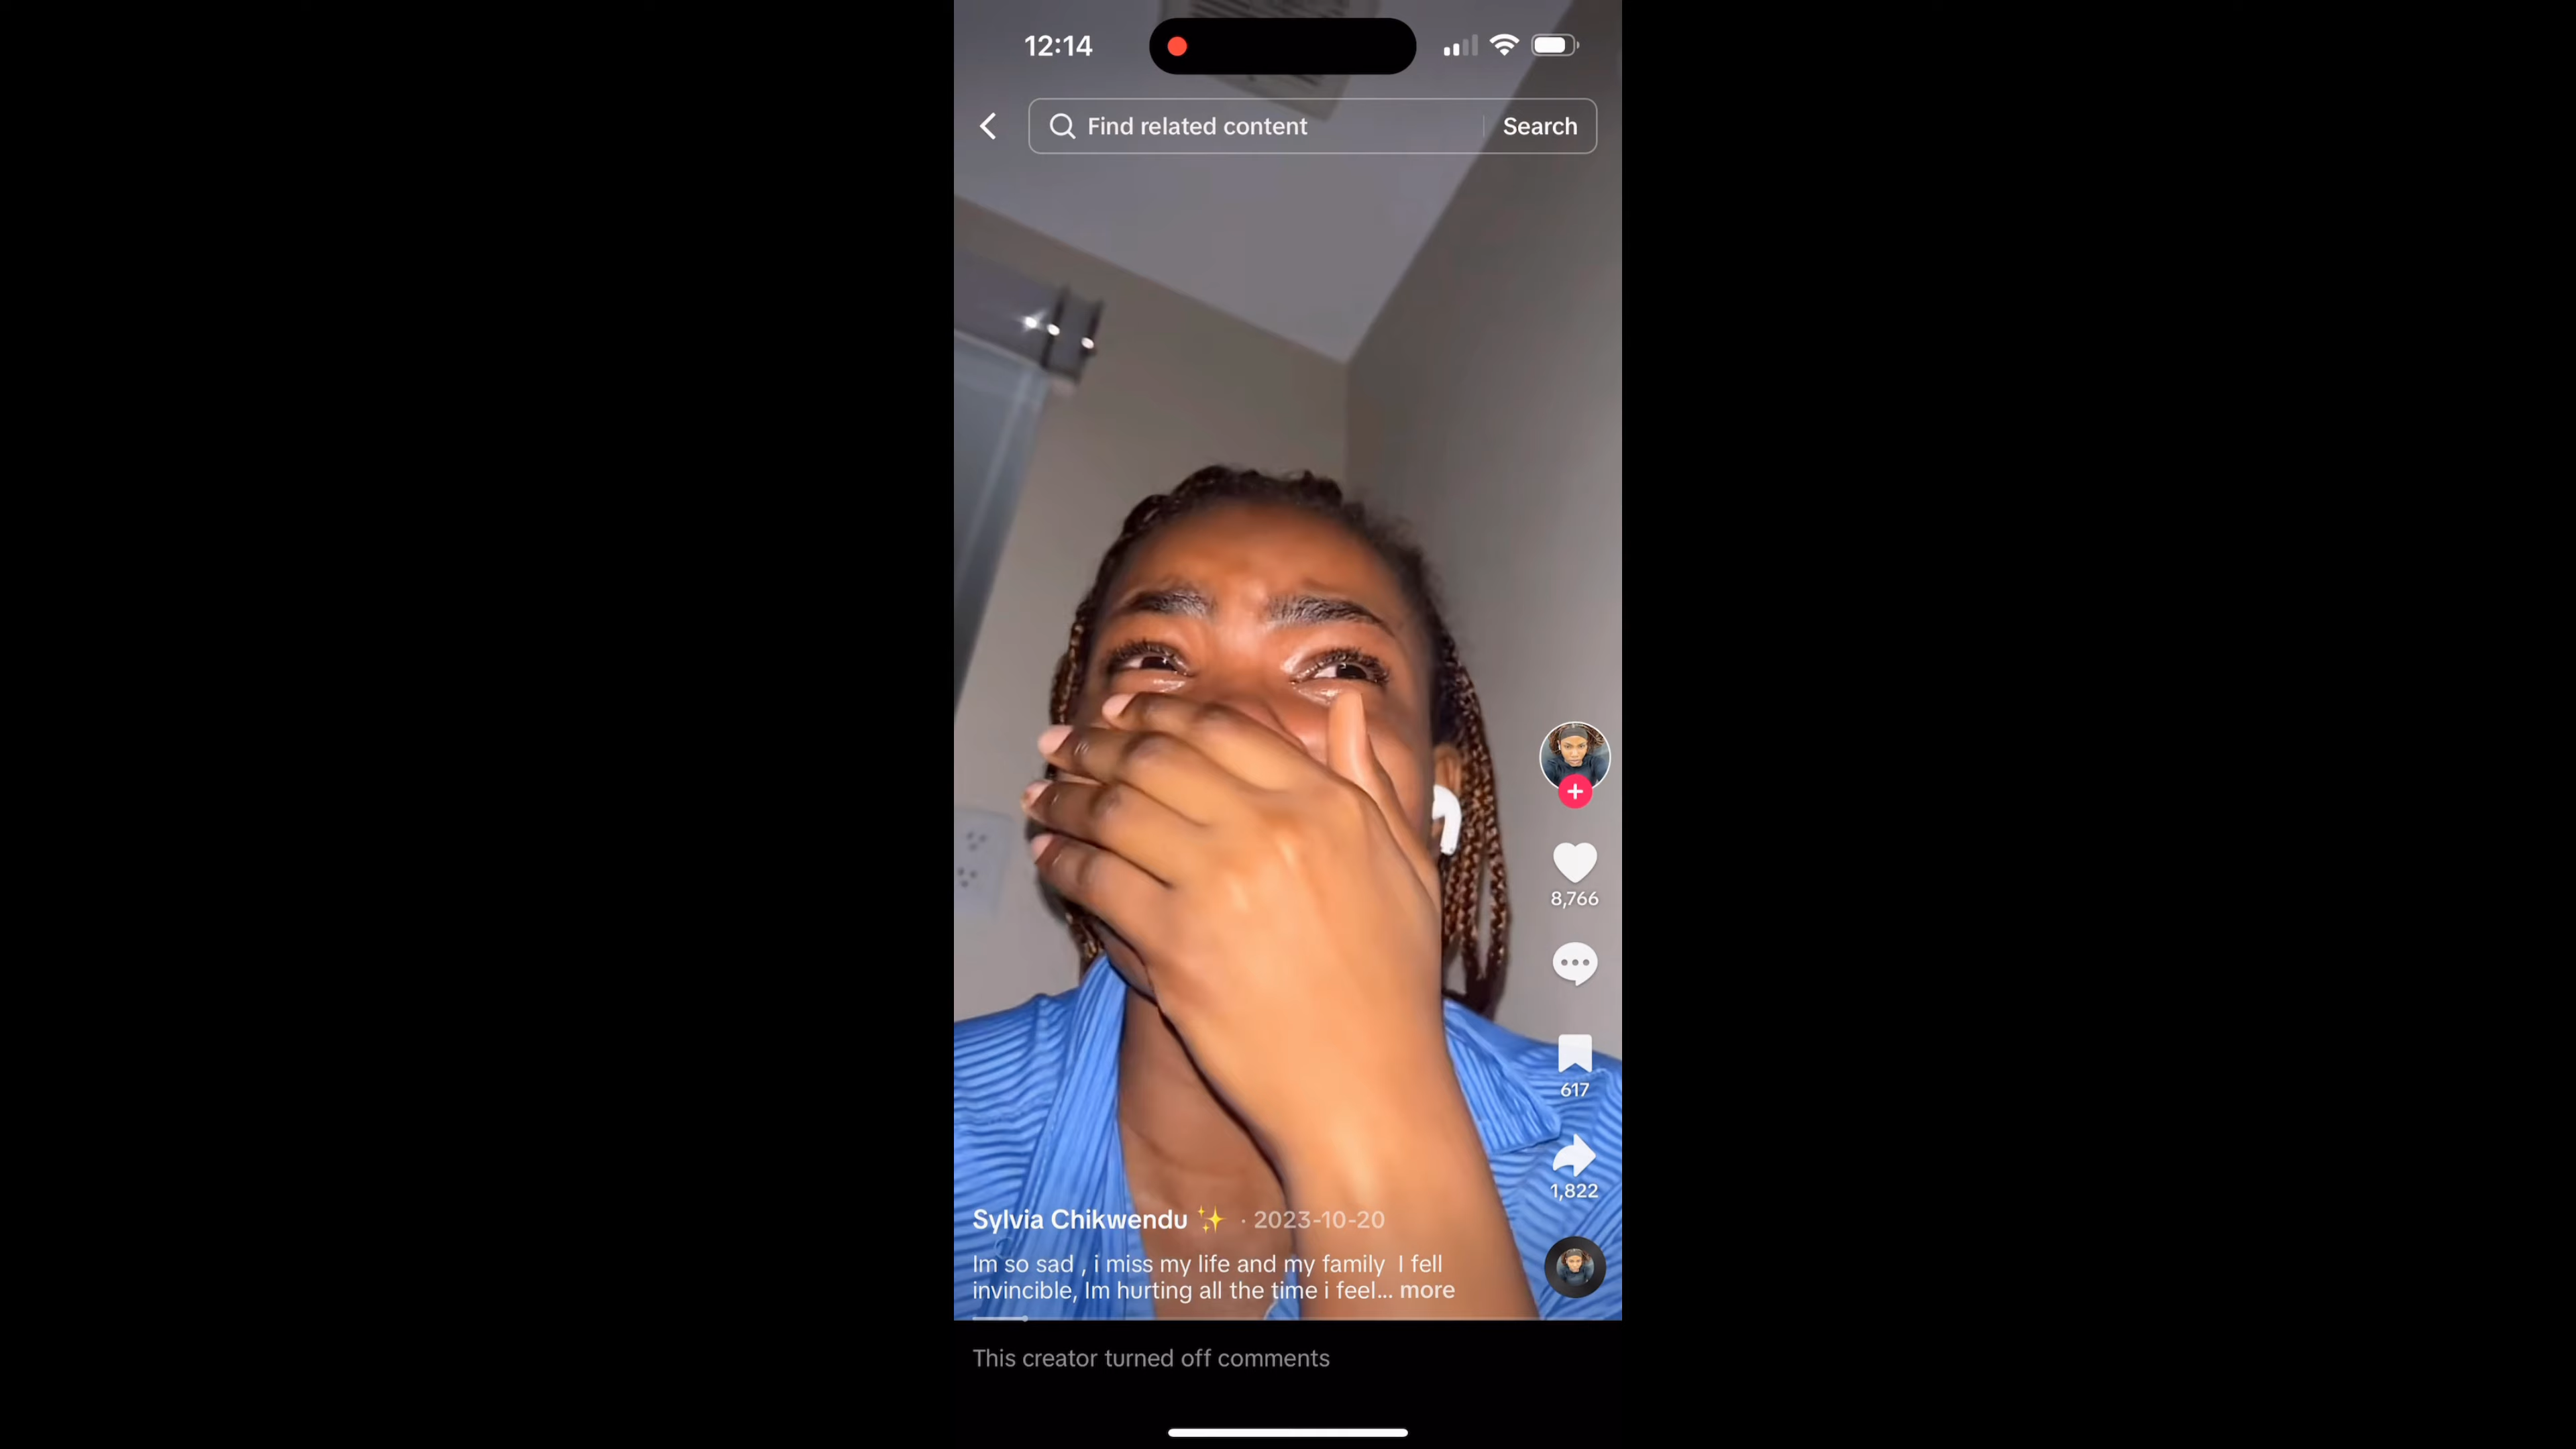 12:14
Find related content
Search
8,766
617
1,822
Sylvia Chikwendu ✨ · 2023-10-20
Im so sad , i miss my life and my family I fell
invincible, Im hurting all the time i feel... more
This creator turned off comments